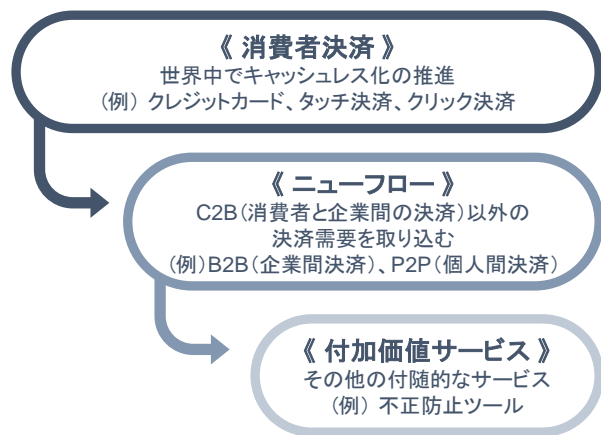 《 消費者決済 》
世界中でキャッシュレス化の推進
（例） クレジットカード、タッチ決済、クリック決済
《 ニューフロー 》
C2B（消費者と企業間の決済）以外の
決済需要を取り込む
（例）B2B（企業間決済）、P2P（個人間決済）
《 付加価値サービス 》
その他の付随的なサービス
（例） 不正防止ツール